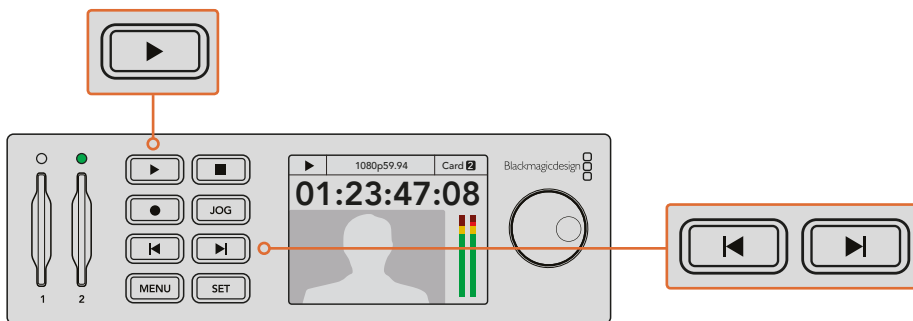 1080p59.94
Card 2
Blackmagicdesign
01:23:47:08
JOG
MENU
SET
1
2